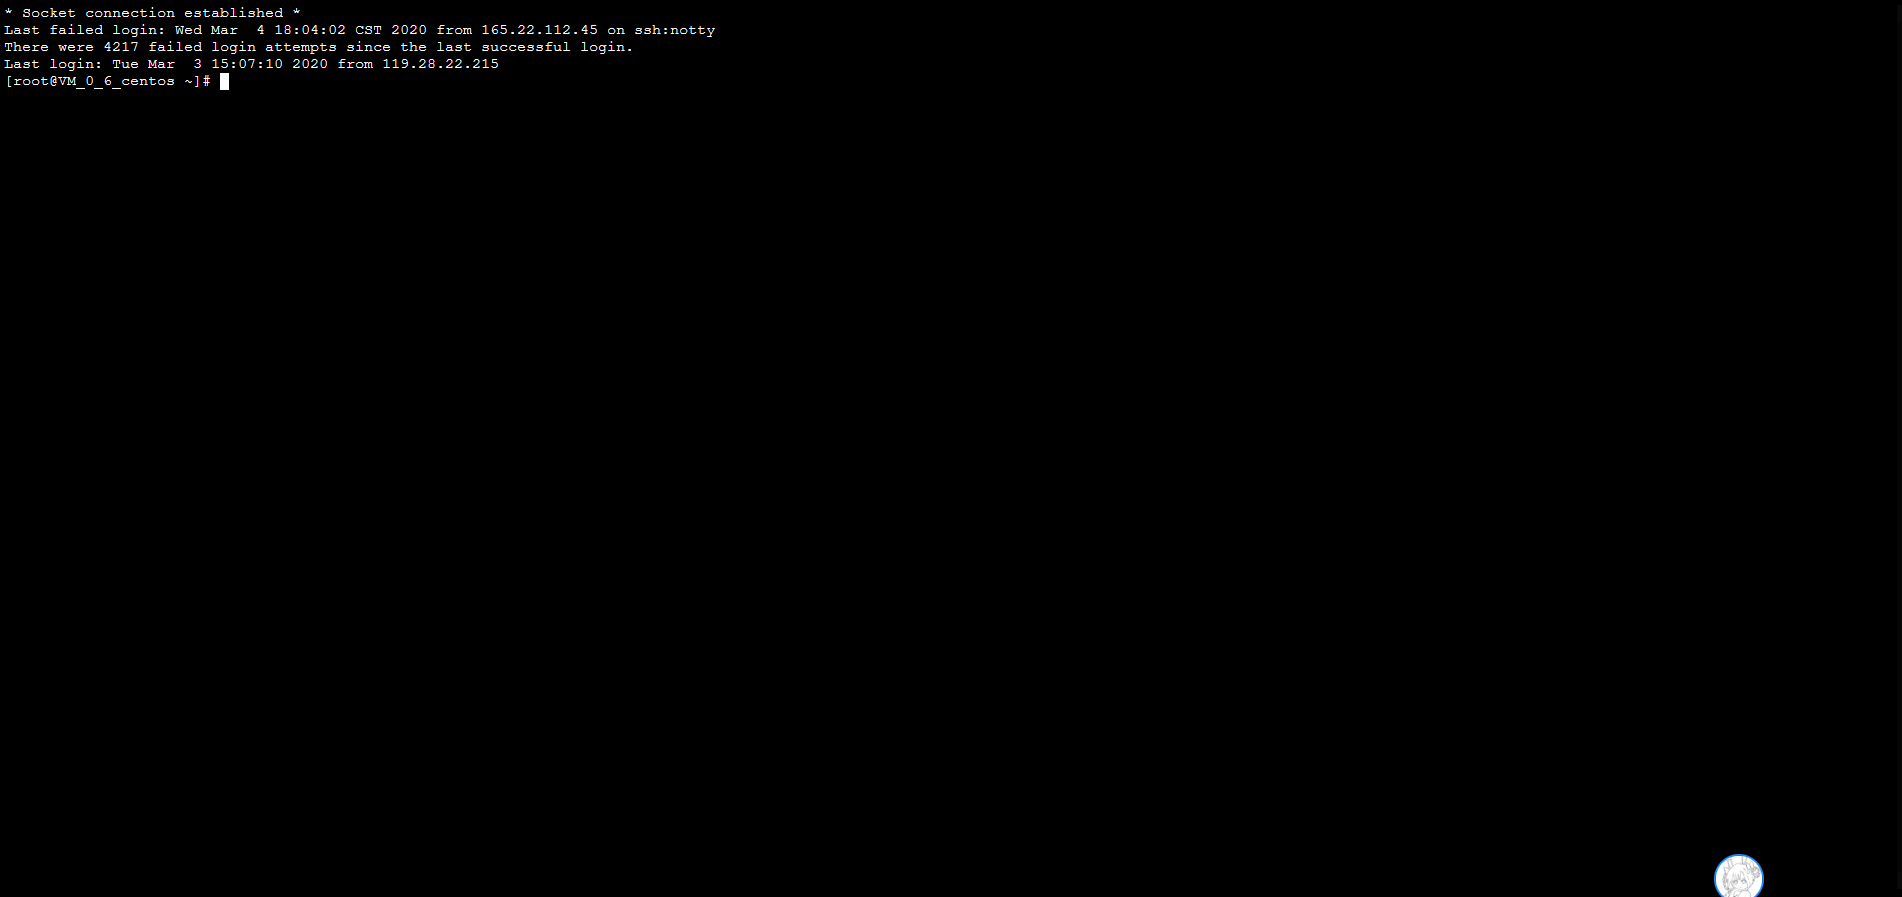 * Socket connection established *
Last failed login: Wed Mar  4 18:04:02 CST 2020 from 165.22.112.45 on ssh:notty
There were 4217 failed login attempts since the last successful login.
Last login: Tue Mar  3 15:07:10 2020 from 119.28.22.215
[root@VM_0_6_centos ~]#